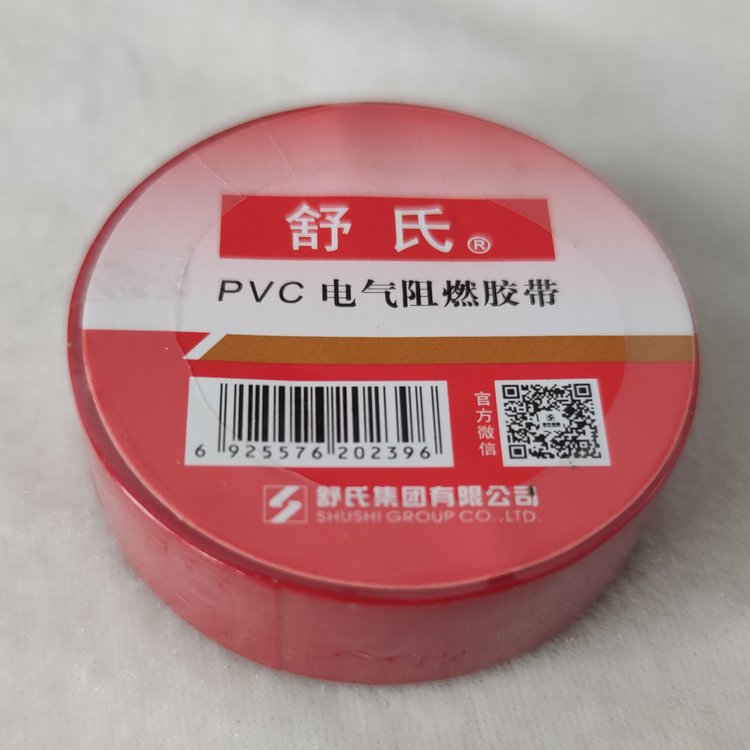 舒氏®
PVC 电气阻燃胶带
官方微信
6 925576 202396
舒氏集团有限公司
SHUSHI GROUP CO.,LTD.